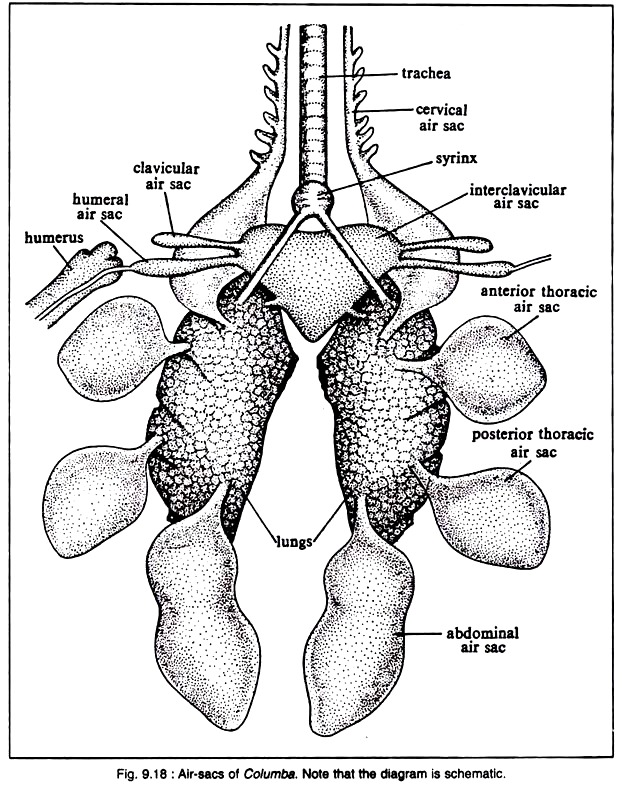 trachea
cervical
air sac
syrinx
clavicular
air sac
interclavicular
air sac
humeral
air sac
humerus
anterior thoracic
air sac
posterior thoracic
air sac
lungs
abdominal
air sac
Fig. 9.18 : Air-sacs of Columba. Note that the diagram is schematic.